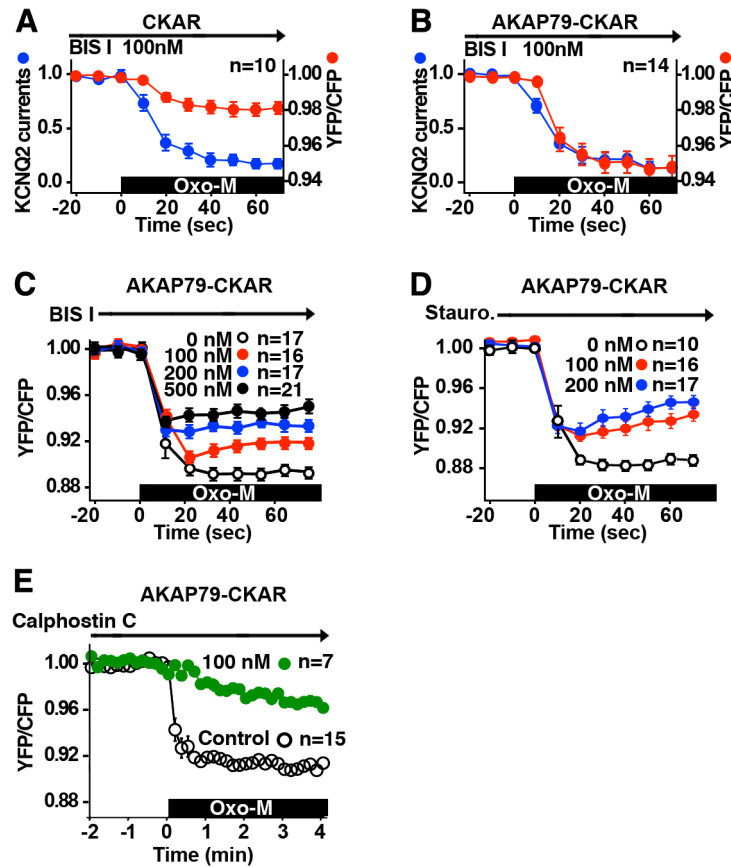 A
CKAR
BIS I 100nM
n=10
KCNQ2 currents
1.0
0.5
0.0
YFP/CFP
1.00
0.98
0.96
0.94
Oxo-M
-20 0 20 40 60
Time (sec)
B
AKAP79-CKAR
BIS I 100nM
n=14
KCNQ2 currents
1.0
0.5
0.0
YFP/CFP
1.00
0.98
0.96
0.94
Oxo-M
-20 0 20 40 60
Time (sec)
C
AKAP79-CKAR
BIS I
0 nM n=17
100 nM n=16
200 nM n=17
500 nM n=21
YFP/CFP
1.00
0.96
0.92
0.88
Oxo-M
-20 0 20 40 60
Time (sec)
D
AKAP79-CKAR
Stauro.
0 nM n=10
100 nM n=16
200 nM n=17
YFP/CFP
1.00
0.96
0.92
0.88
Oxo-M
-20 0 20 40 60
Time (sec)
E
AKAP79-CKAR
Calphostin C
100 nM n=7
Control n=15
YFP/CFP
1.00
0.96
0.92
0.88
Oxo-M
-2 -1 0 1 2 3 4
Time (min)